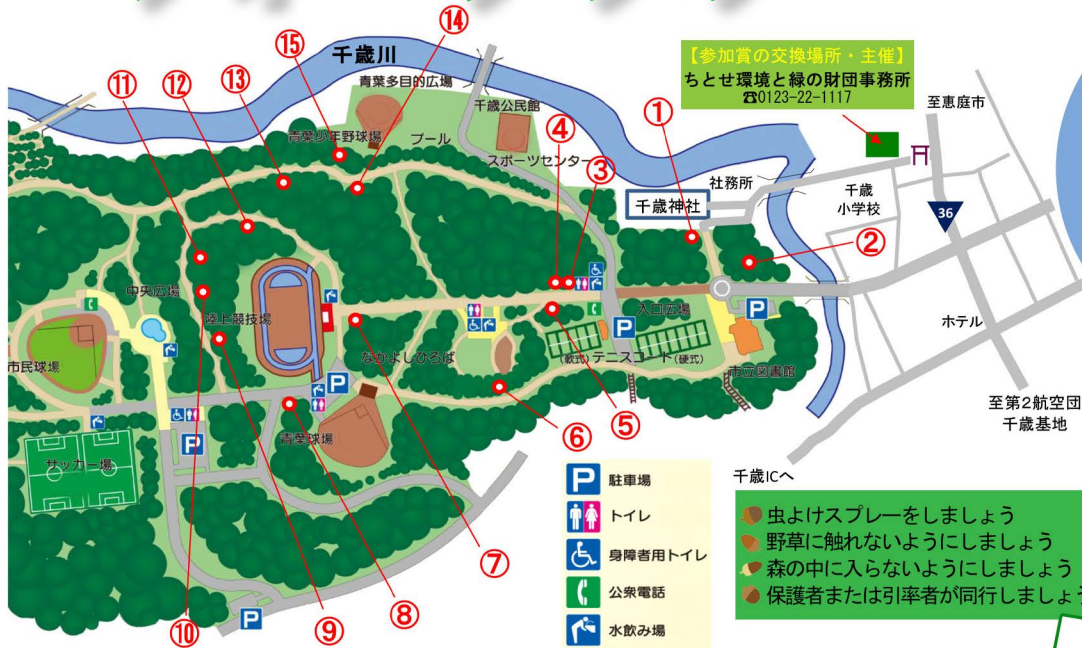 ⑭
⑮
千歳川
⑪
⑫
⑬
青葉多目的広場
千歳公民館
青葉少年野球場
プール
スポーツセンター
④
③
①
【参加賞の交換場所・主催】
ちとせ環境と緑の財団事務所
☎0123-22-1117
至恵庭市
社務所
千歳神社
千歳
小学校
36
②
中央広場
陸上競技場
入口広場
P
P
ホテル
市民球場
なかよしひろば
(軟式)テニスコート(硬式)
市立図書館
P
青葉球場
⑥
⑤
至第2航空団
千歳基地
サッカー場
P
千歳ICへ
P 駐車場
トイレ
身障者用トイレ
公衆電話
水飲み場
⑦
⑧
⑨
⑩
P
虫よけスプレーをしましょう
野草に触れないようにしましょう
森の中に入らないようにしましょう
保護者または引率者が同行しましょう